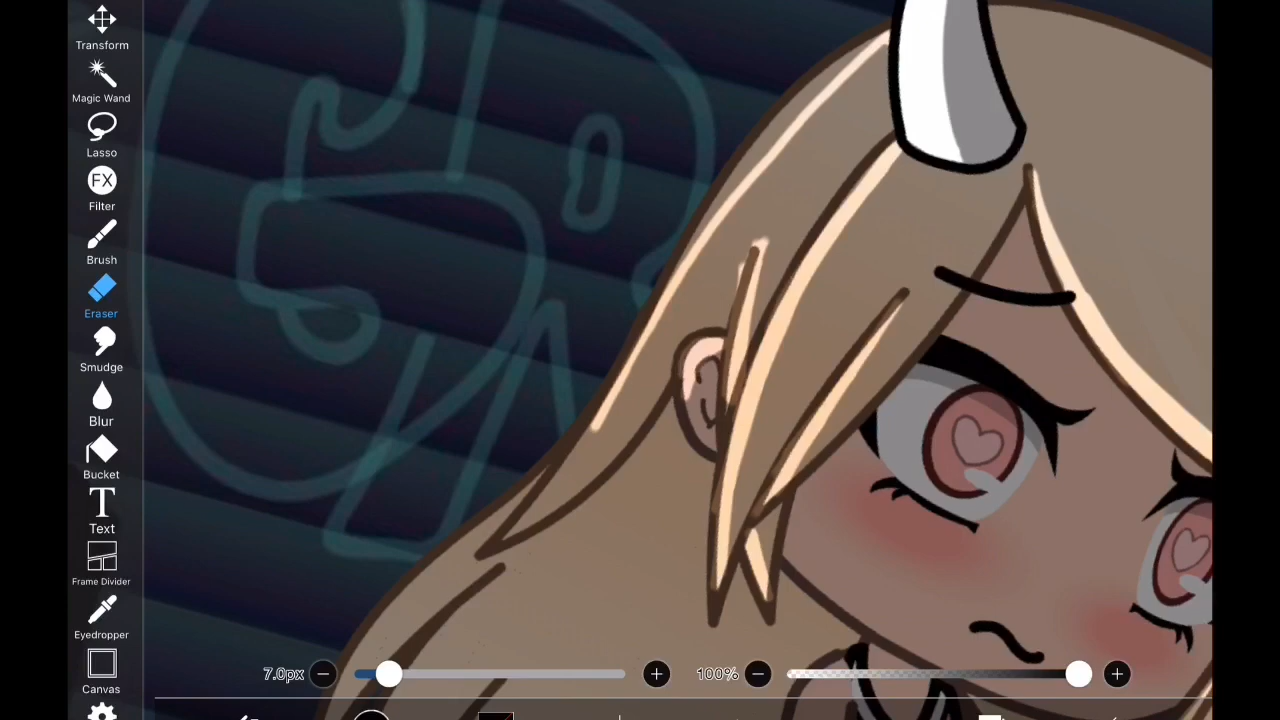 Transform
Magic Wand
Lasso
FX
Filter
Brush
Eraser
Smudge
Blur
Bucket
T
Text
Frame Divider
Eyedropper
Canvas
7.0px
100%